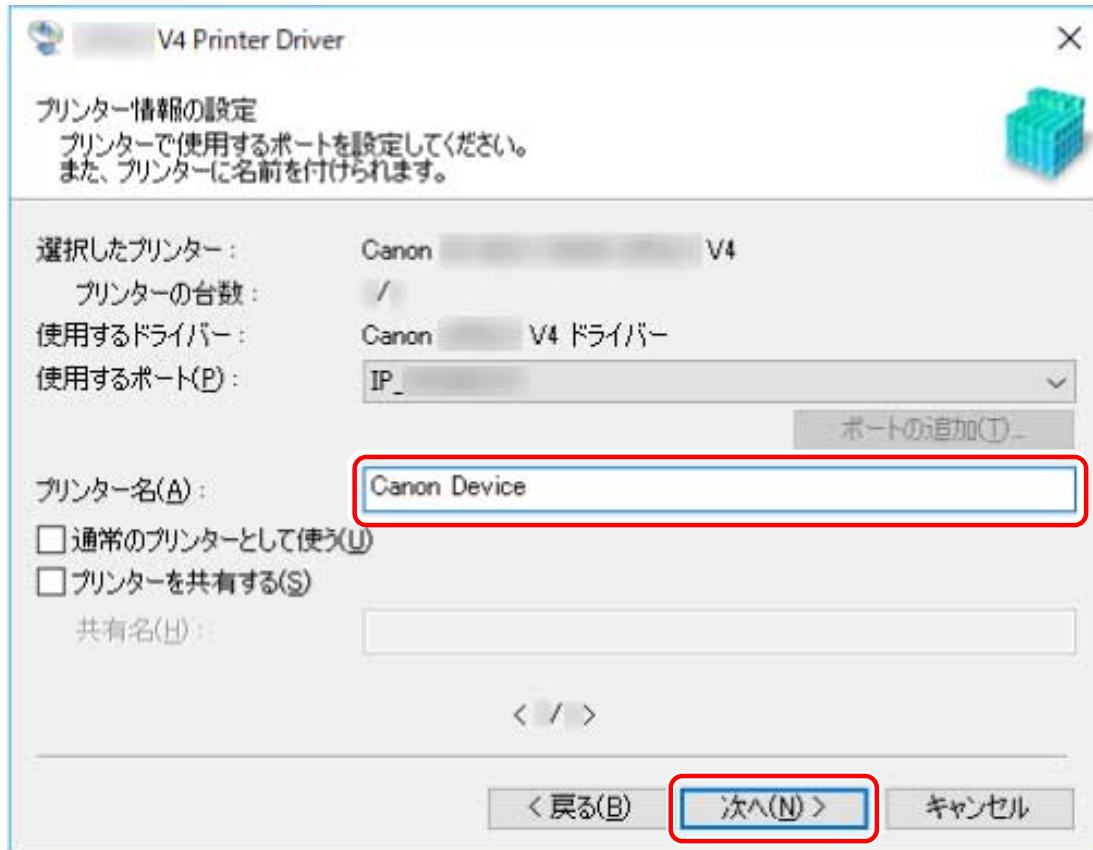 V4 Printer Driver
プリンター情報の設定
プリンターで使用するポートを設定してください。
また、プリンターに名前を付けられます。
選択したプリンター : Canon V4
プリンターの台数 : /
使用するドライバー : Canon V4 ドライバー
使用するポート(P) : IP_
ポートの追加(T)...
プリンター名(A) : Canon Device
通常のプリンターとして使う(U)
プリンターを共有する(S)
共有名(H) :
< / >
< 戻る(B) 次へ(N) > キャンセル